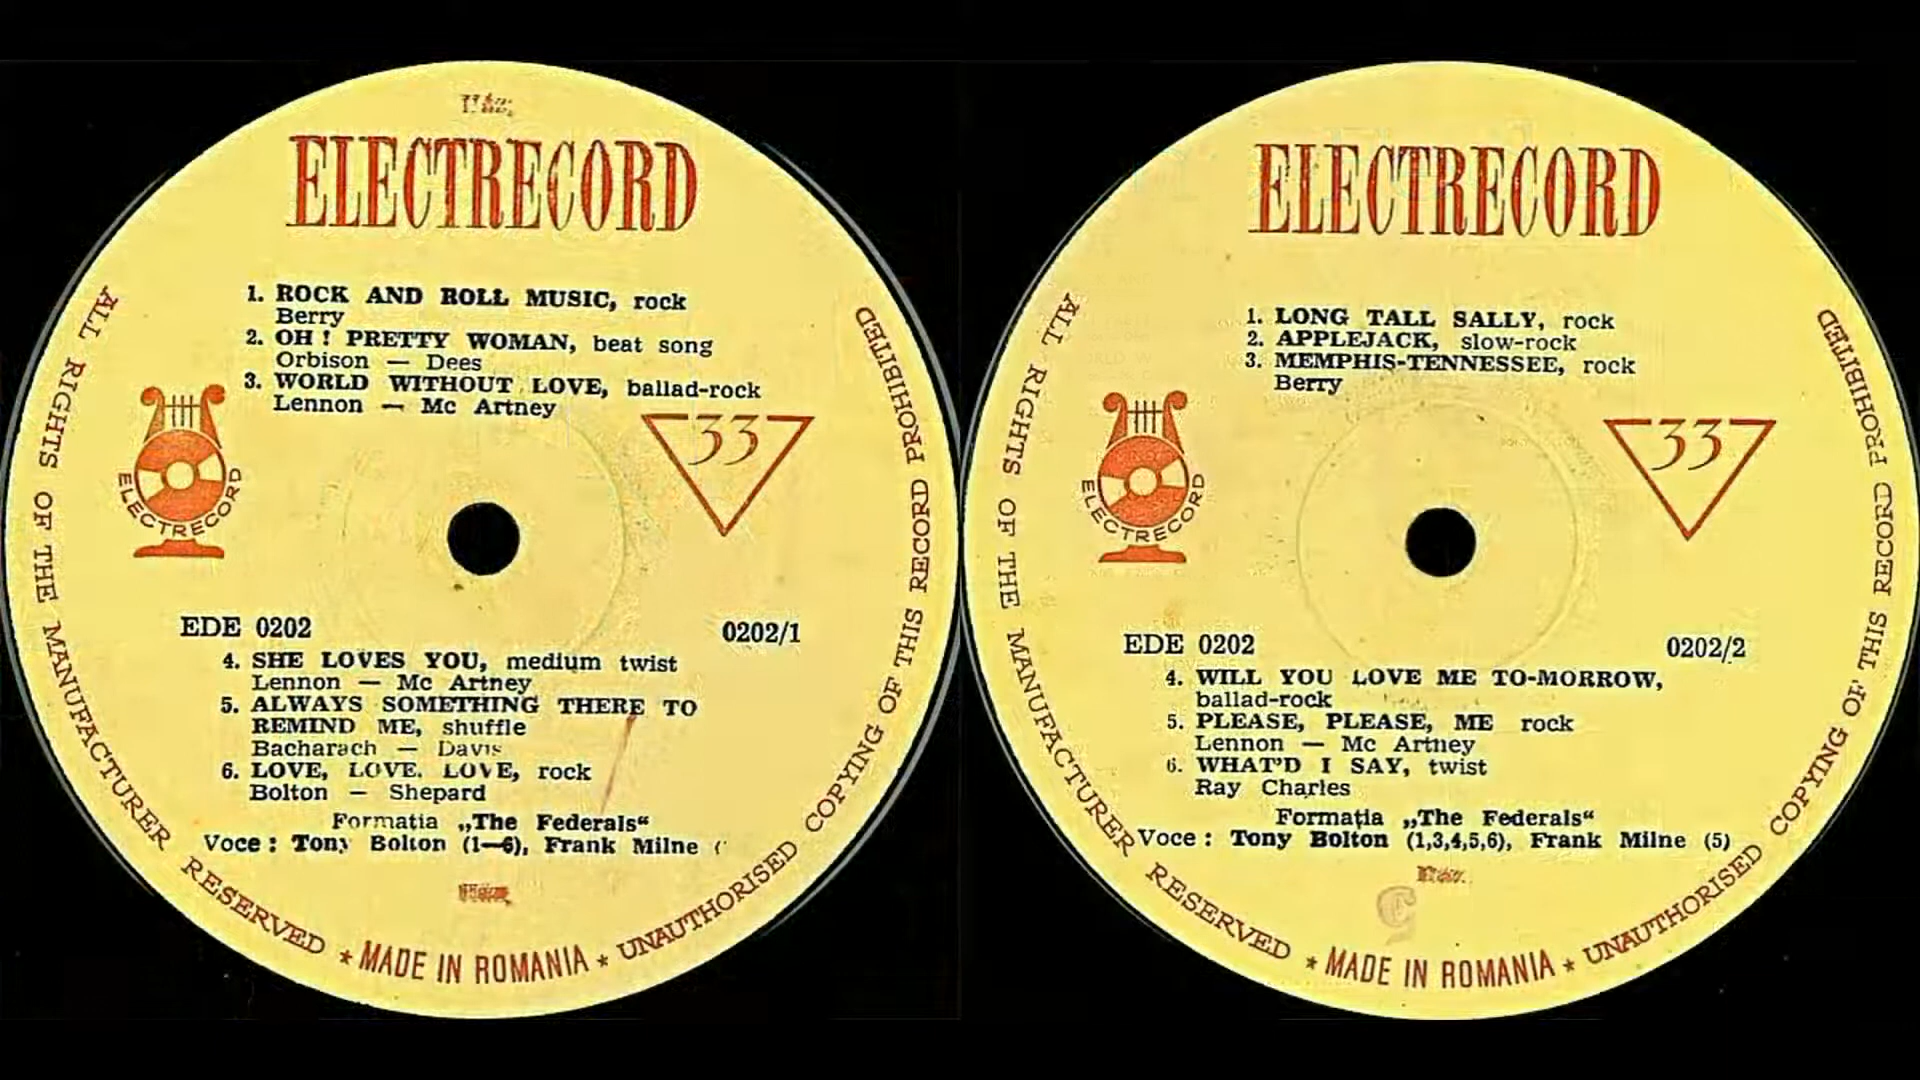 ELECTRECORD
1. ROCK AND ROLL MUSIC, rock
Berry
2. OH ! PRETTY WOMAN, beat song
Orbison — Dees
3. WORLD WITHOUT LOVE, ballad-rock
Lennon — Mc Artney
33
ELECTRECORD
EDE 0202
0202/1
4. SHE LOVES YOU, medium twist
Lennon — Mc Artney
5. ALWAYS SOMETHING THERE TO
REMIND ME, shuffle
Bacharach — Davis
6. LOVE, LOVE, LOVE, rock
Bolton — Shepard
Formatia „The Federals“
Voce : Tony Bolton (1—6), Frank Milne (
ALL RIGHTS OF THE MANUFACTURER RESERVED * MADE IN ROMANIA * UNAUTHORISED COPYING OF THIS RECORD PROHIBITED
ELECTRECORD
1. LONG TALL SALLY, rock
2. APPLEJACK, slow-rock
3. MEMPHIS-TENNESSEE, rock
Berry
33
ELECTRECORD
EDE 0202
0202/2
4. WILL YOU LOVE ME TO-MORROW,
ballad-rock
5. PLEASE, PLEASE, ME rock
Lennon — Mc Artney
6. WHAT'D I SAY, twist
Ray Charles
Formaţia „The Federals“
Voce : Tony Bolton (1,3,4,5,6), Frank Milne (5)
ALL RIGHTS OF THE MANUFACTURER RESERVED * MADE IN ROMANIA * UNAUTHORISED COPYING OF THIS RECORD PROHIBITED